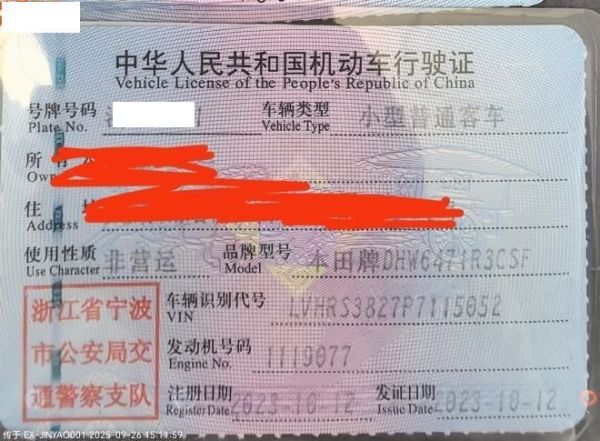 中华人民共和国机动车行驶证
Vehicle License of the People's Republic of China
号牌号码 车辆类型 小型普通客车
Plate No. Vehicle Type
所
Own
住
Address
使用性质 非营运 品牌型号 本田牌DHW6471R3CSF
Use Character Model
浙江省宁波
市公安局交
通警察支队
车辆识别代号 LVHRS3827P7115052
VIN
发动机号码 1119077
Engine No.
注册日期 2023-10-12 发证日期 2023-10-12
Register Date Issue Date
传于:EX-JINYAO001 2025-09-26 15:11:59